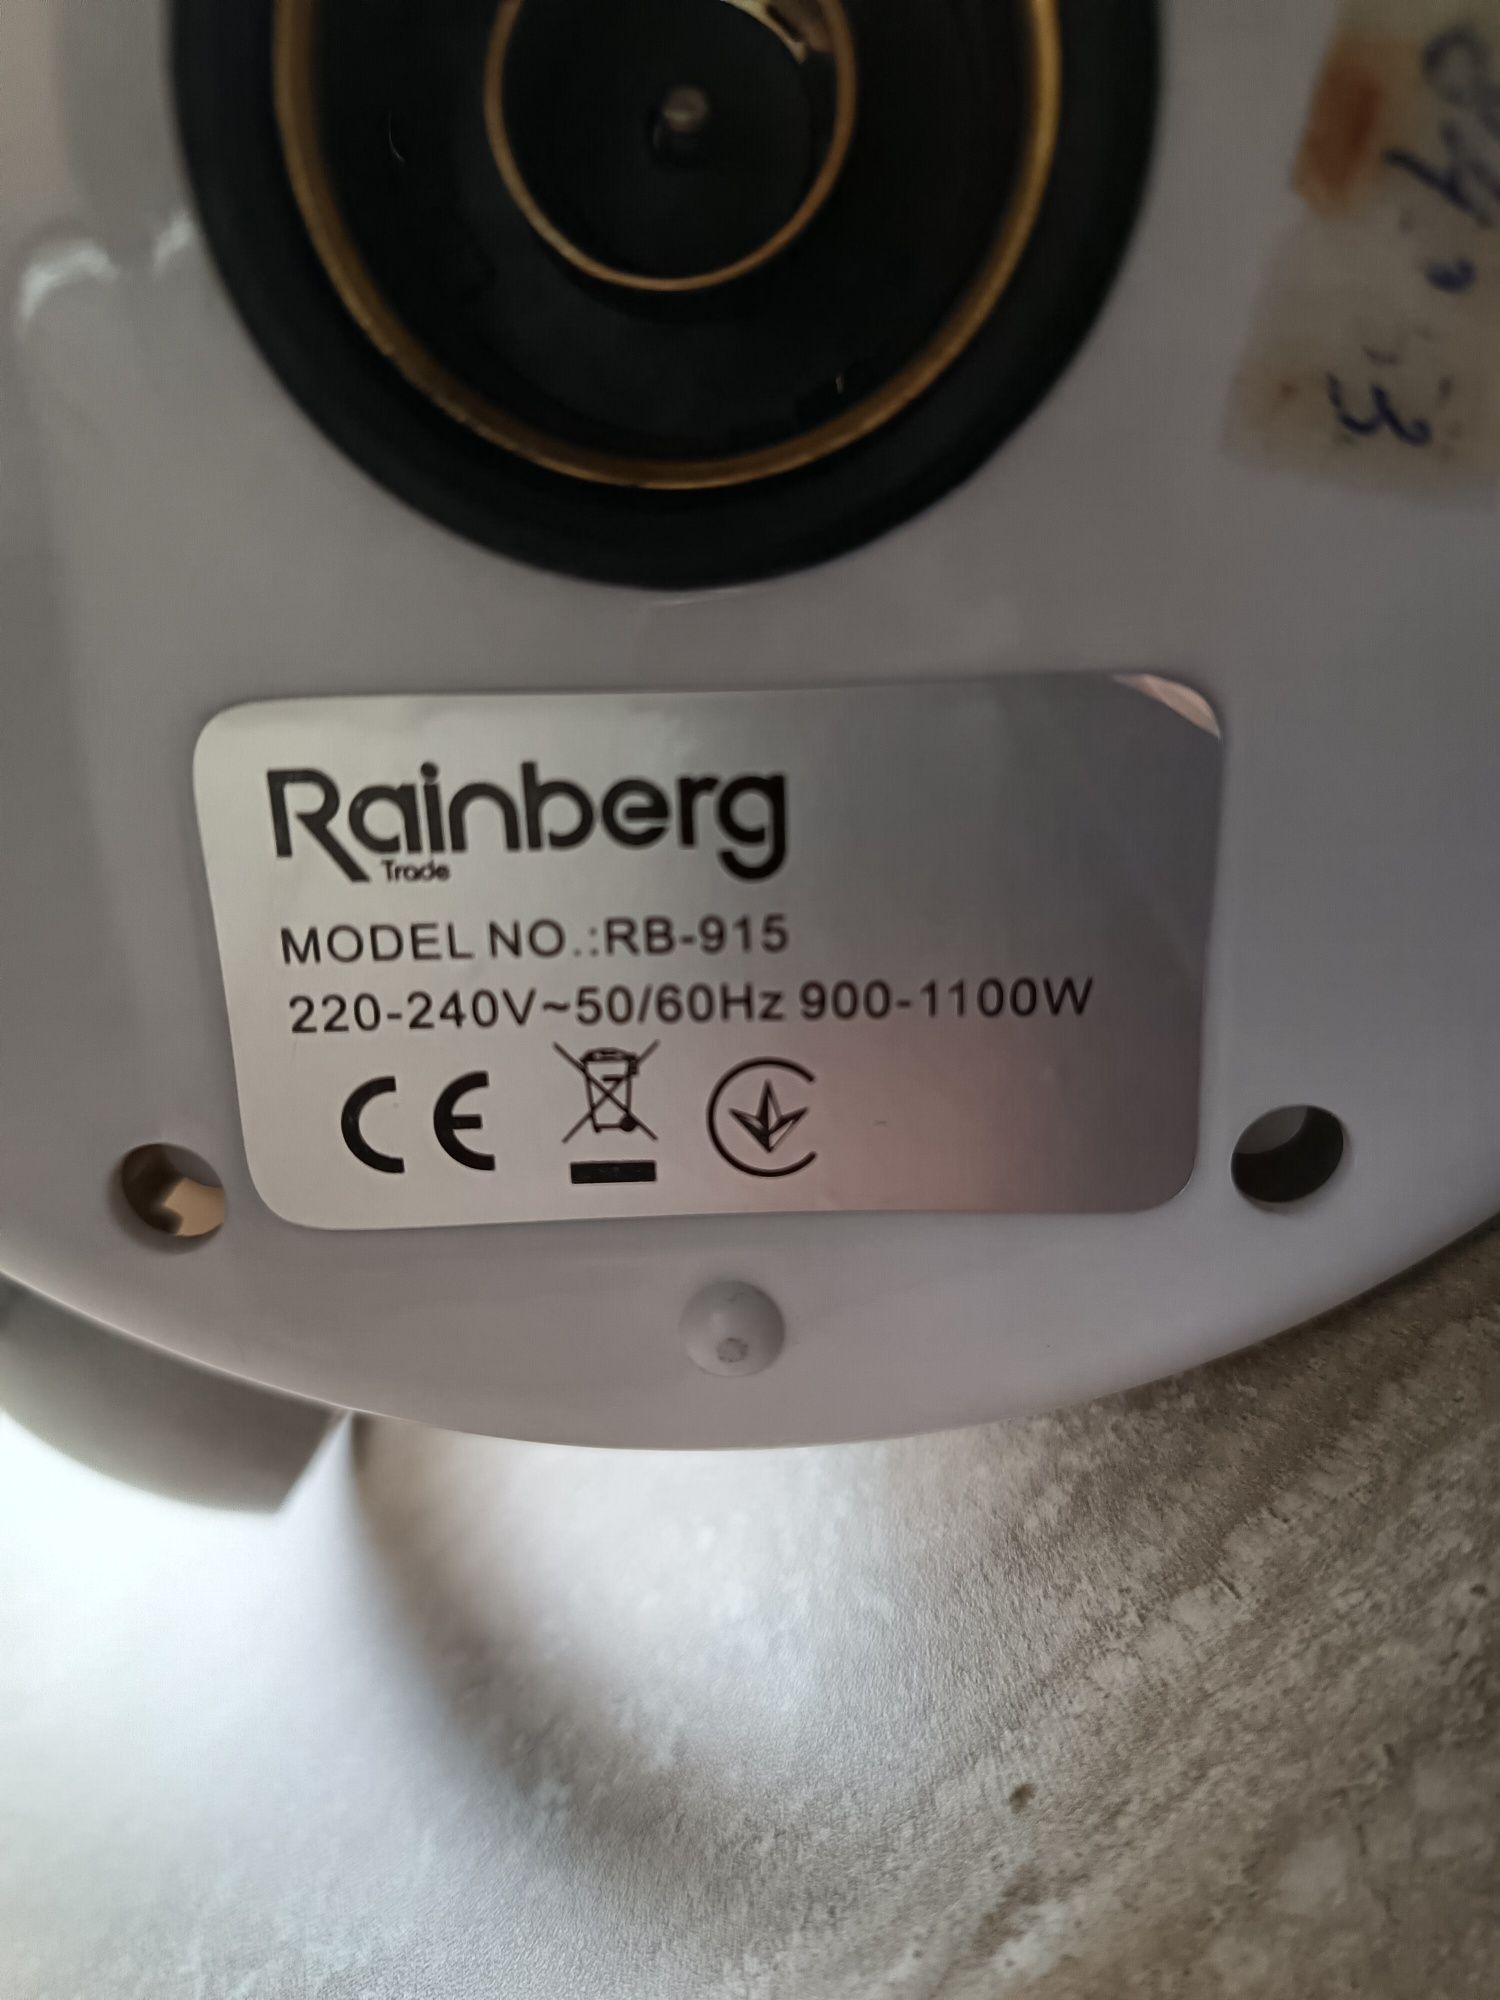 Rainberg
Trade
MODEL NO.:RB-915
220-240V~50/60Hz 900-1100W
CE